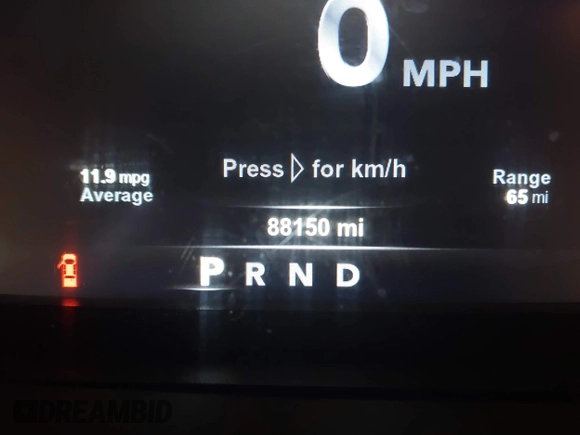 0 MPH
Press ▷ for km/h
11.9 mpg
Average
Range
65 mi
88150 mi
P R N D
DREAMBID